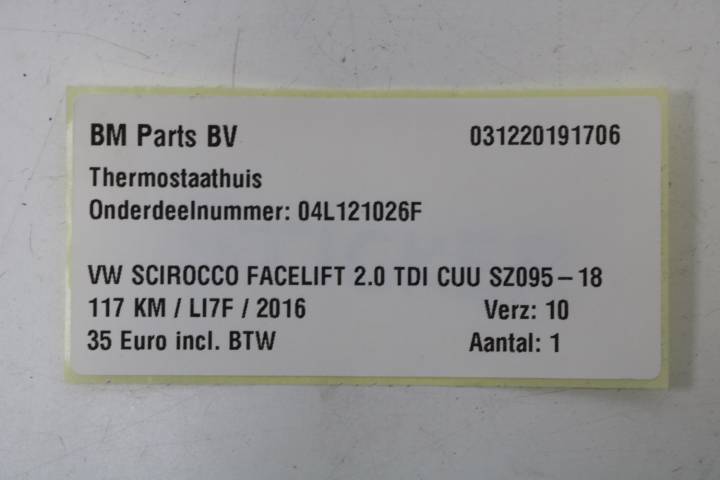 BM Parts BV 031220191706
Thermostaathuis
Onderdeelnummer: 04L121026F
VW SCIROCCO FACELIFT 2.0 TDI CUU SZ095-18
117 KM / LI7F / 2016 Verz: 10
35 Euro incl. BTW Aantal: 1